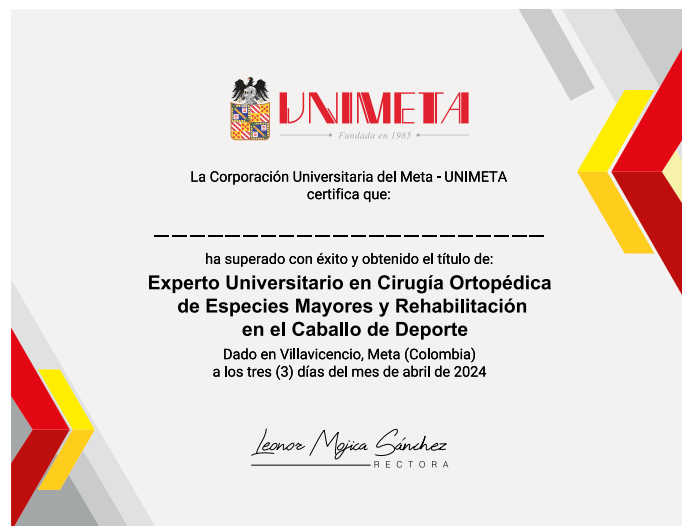 UNIMETA
Fundada en 1985
La Corporación Universitaria del Meta - UNIMETA
certifica que:
ha superado con éxito y obtenido el título de:
Experto Universitario en Cirugía Ortopédica
de Especies Mayores y Rehabilitación
en el Caballo de Deporte
Dado en Villavicencio, Meta (Colombia)
a los tres (3) días del mes de abril de 2024
Leonor Mojica Sánchez
RECTORA